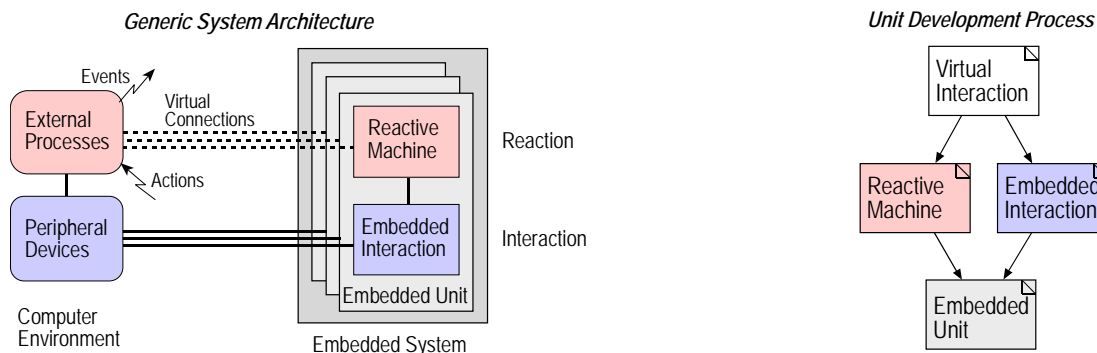 Generic System Architecture
Events
External
Processes
Virtual
Connections
Actions
Peripheral
Devices
Computer
Environment
Reactive
Machine
Embedded
Interaction
Embedded Unit
Embedded System
Reaction
Interaction
Unit Development Process
Virtual
Interaction
Reactive
Machine
Embedded
Interaction
Embedded
Unit